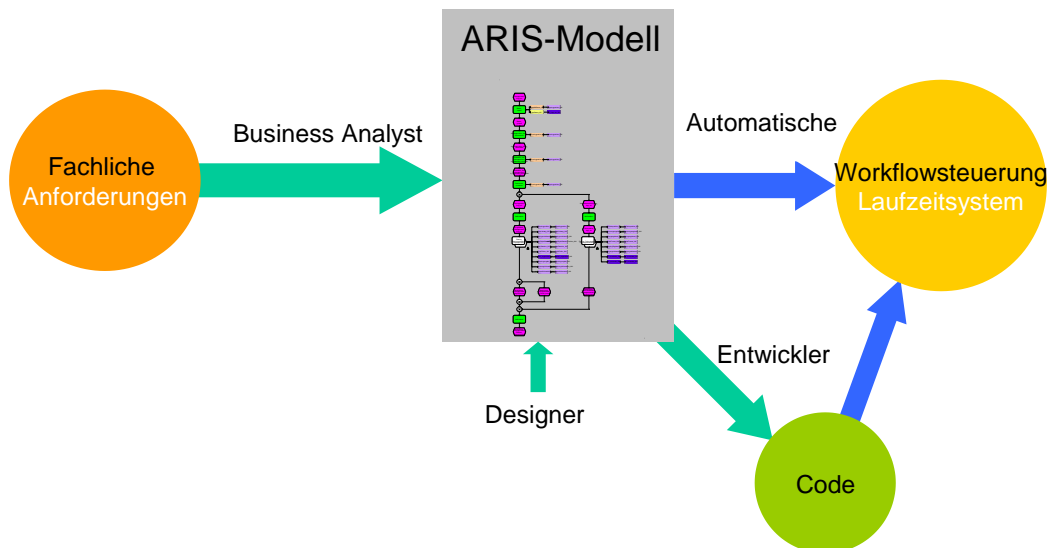 ARIS-Modell
Business Analyst
Automatische
Fachliche
Anforderungen
Workflowsteuerung
Laufzeitsystem
Entwickler
Designer
Code